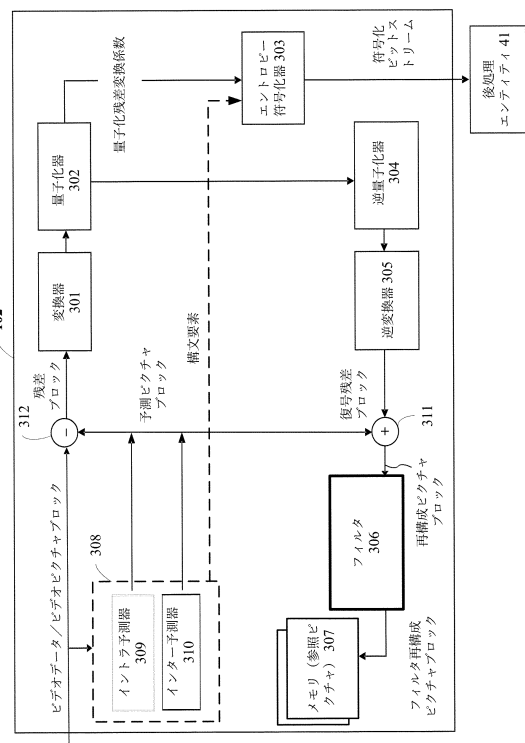 ビデオデータ/ビデオピクチャブロック
312
−
残差
ブロック
変換器
301
量子化器
302
量子化残差変換係数
308
イントラ予測器
309
インター予測器
310
予測ピクチャ
ブロック
構文要素
エントロピー
符号化器 303
符号化
ビットス
トリーム
後処理
エンティティ 41
メモリ(参照ピ
クチャ) 307
フィルタ再構成
ピクチャブロック
フィルタ
306
再構成ピクチャ
ブロック
+
311
復号残差
ブロック
逆変換器 305
逆量子化器
304